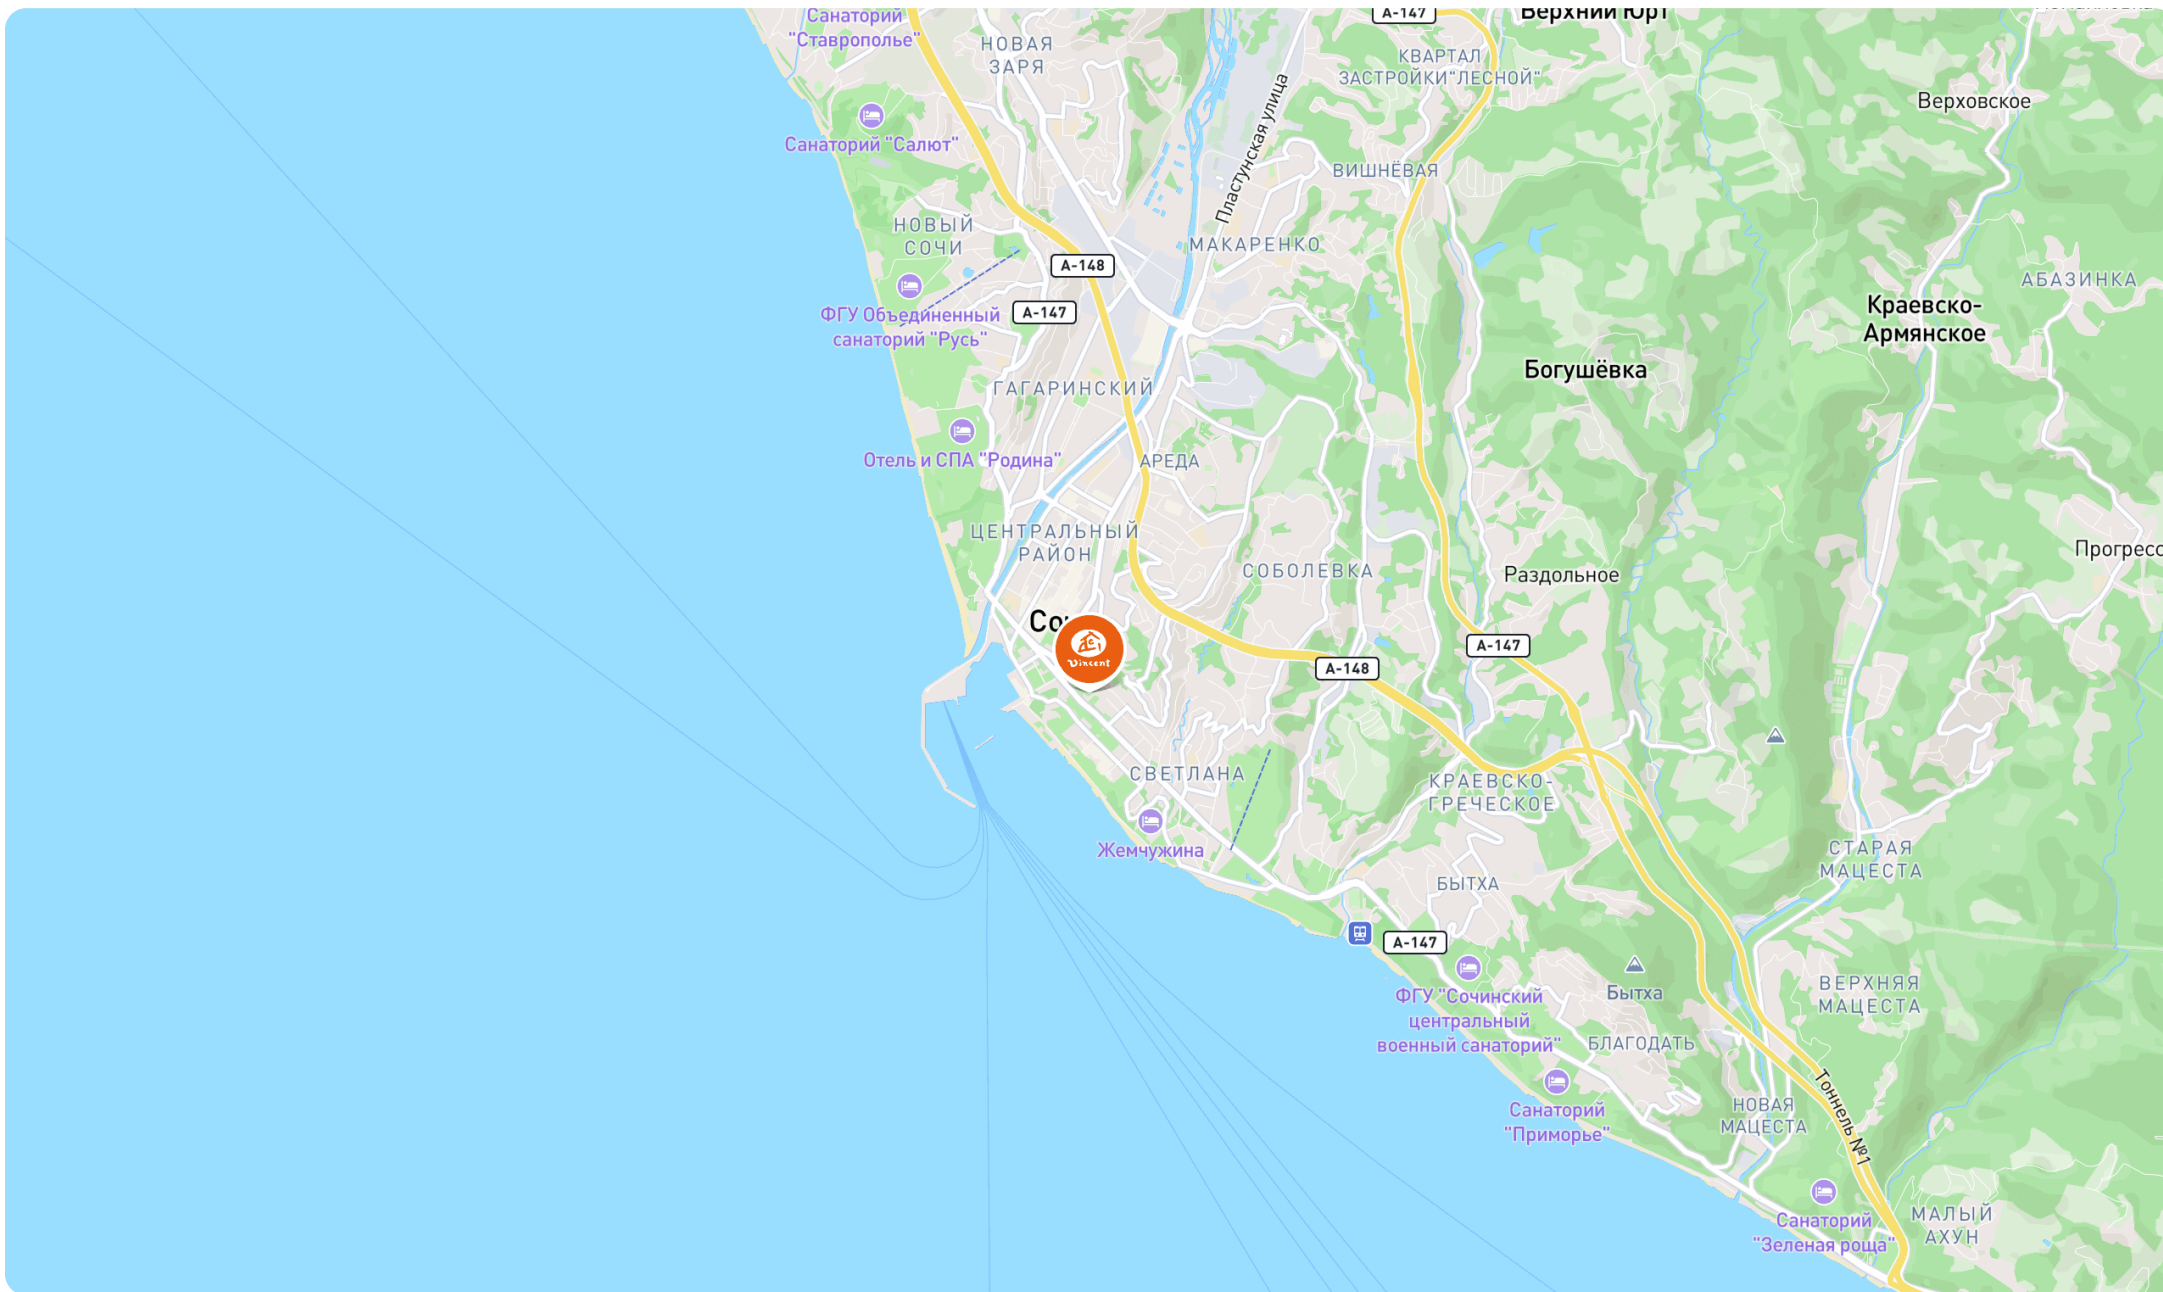 Санаторий
"Ставрополье"
НОВАЯ
ЗАРЯ
А-147
Верхний Юрт
КВАРТАЛ
ЗАСТРОЙКИ"ЛЕСНОЙ"
Верховское
Санаторий "Салют"
Пластунская улица
ВИШНЁВАЯ
НОВЫЙ
СОЧИ
МАКАРЕНКО
А-148
АБАЗИНКА
А-147
ФГУ Объединенный
санаторий "Русь"
Краевско-
Армянское
Богушёвка
ГАГАРИНСКИЙ
Отель и СПА "Родина"
АРЕДА
ЦЕНТРАЛЬНЫЙ
РАЙОН
Прогресс
СОБОЛЕВКА
Раздольное
Соч
Vincent
А-147
А-148
СВЕТЛАНА
КРАЕВСКО-
ГРЕЧЕСКОЕ
Жемчужина
СТАРАЯ
МАЦЕСТА
БЫТХА
А-147
ФГУ "Сочинский
центральный
военный санаторий"
Бытха
ВЕРХНЯЯ
МАЦЕСТА
БЛАГОДАТЬ
Санаторий
"Приморье"
НОВАЯ
МАЦЕСТА
Тоннель №1
Санаторий
"Зеленая роща"
МАЛЫЙ
АХУН